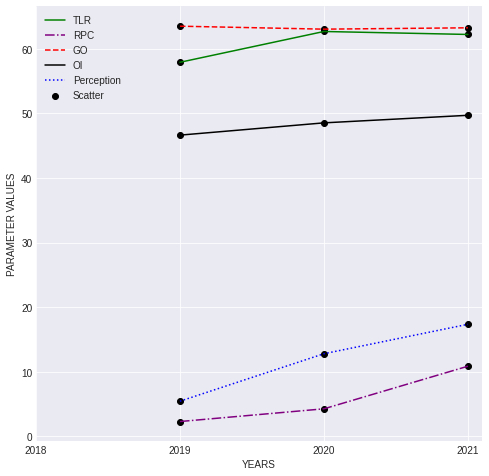 TLR
RPC
GO
OI
Perception
Scatter
60
50
40
30
20
10
0
PARAMETER VALUES
2018 2019 2020 2021
YEARS